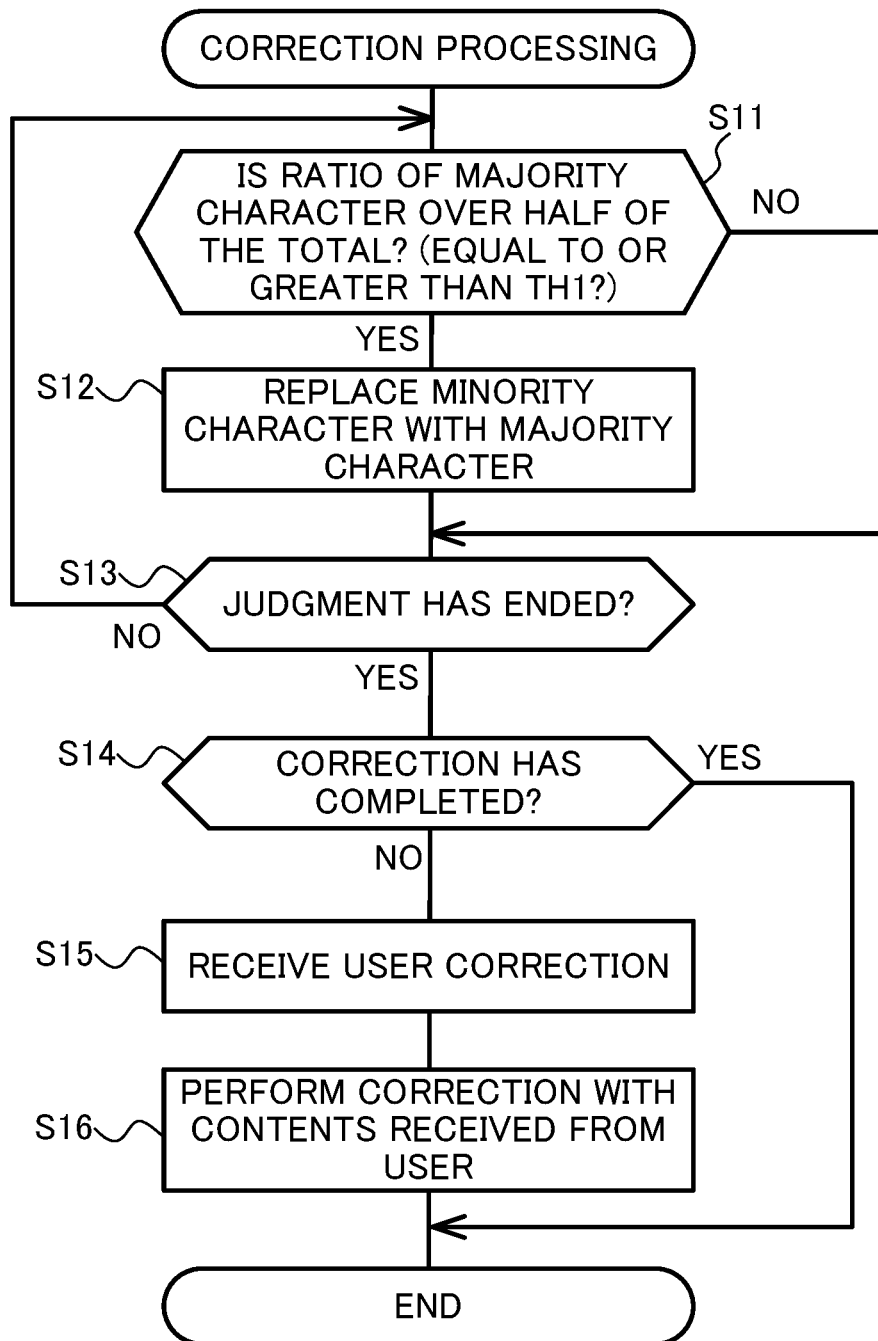 CORRECTION PROCESSING
S11
IS RATIO OF MAJORITY
CHARACTER OVER HALF OF
THE TOTAL? (EQUAL TO OR
GREATER THAN TH1?)
NO
YES
S12
REPLACE MINORITY
CHARACTER WITH MAJORITY
CHARACTER
S13
JUDGMENT HAS ENDED?
NO
YES
S14
CORRECTION HAS
COMPLETED?
YES
NO
S15
RECEIVE USER CORRECTION
S16
PERFORM CORRECTION WITH
CONTENTS RECEIVED FROM
USER
END